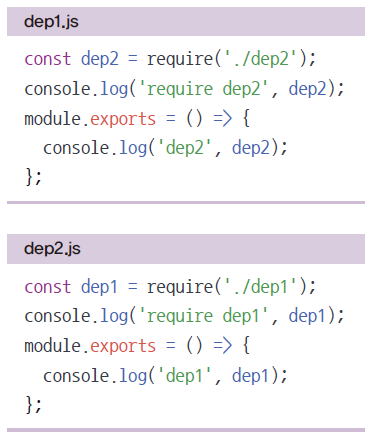 dep1.js
const dep2 = require('./dep2');
console.log('require dep2', dep2);
module.exports = () => {
  console.log('dep2', dep2);
};
dep2.js
const dep1 = require('./dep1');
console.log('require dep1', dep1);
module.exports = () => {
  console.log('dep1', dep1);
};